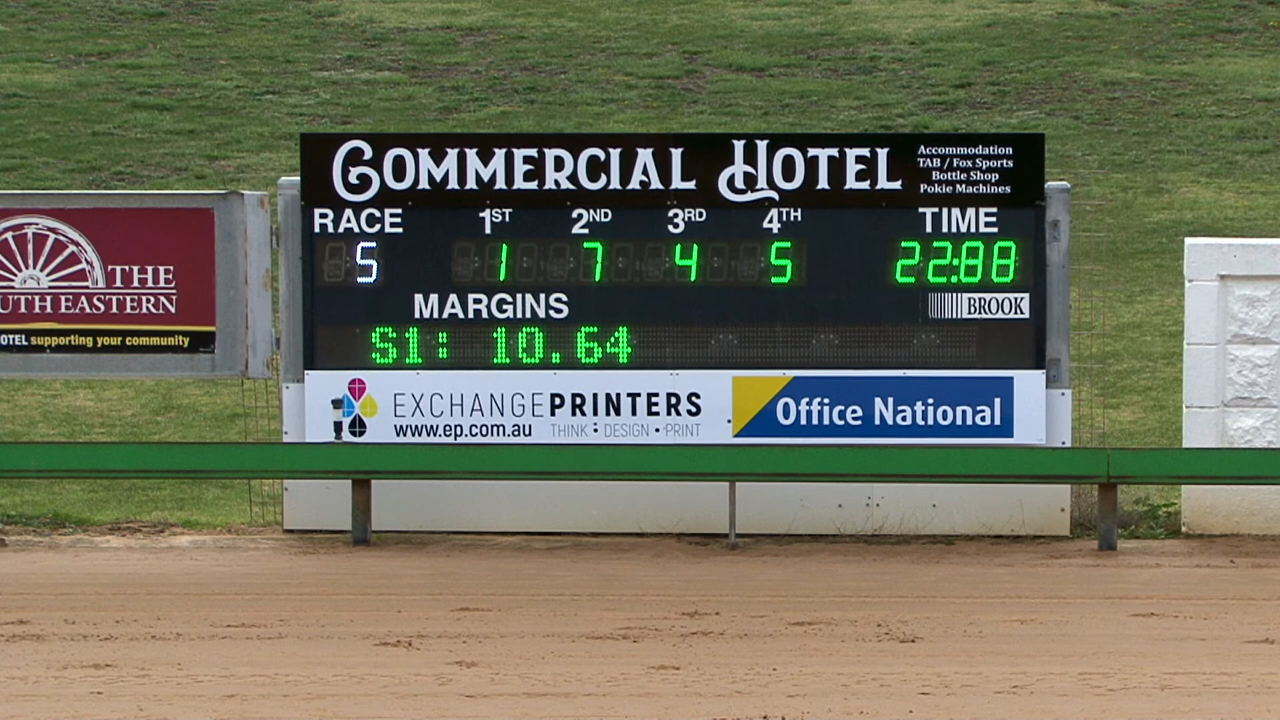 COMMERCIAL HOTEL
Accommodation
TAB / Fox Sports
Bottle Shop
Pokie Machines
RACE 1ST 2ND 3RD 4TH TIME
5 1 7 4 5 22:88
MARGINS
BROOK
S1: 10.64
EXCHANGEPRINTERS
www.ep.com.au THINK : DESIGN • PRINT
Office National
THE
UTH EASTERN
OTEL supporting your community